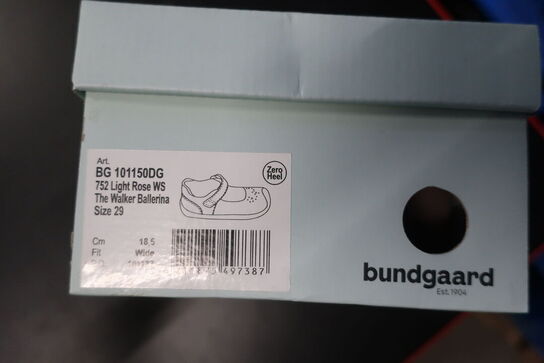 Art.
BG 101150DG
752 Light Rose WS
The Walker Ballerina
Size 29
Zero
Heel
Cm 18,5
Fit Wide
497387
bundgaard
Est. 1904